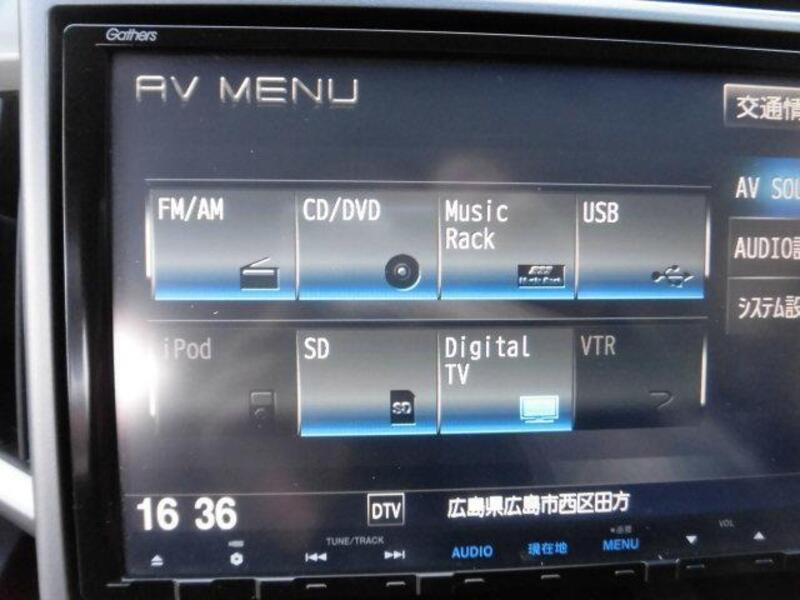 Gathers
AV MENU
交通情
FM/AM
CD/DVD
Music
Rack
USB
AV SOU
AUDIO設
システム設
iPod
SD
Digital
TV
VTR
SD
16 36
DTV
広島県広島市西区田方
TUNE/TRACK
AUDIO
現在地
MENU
VOL